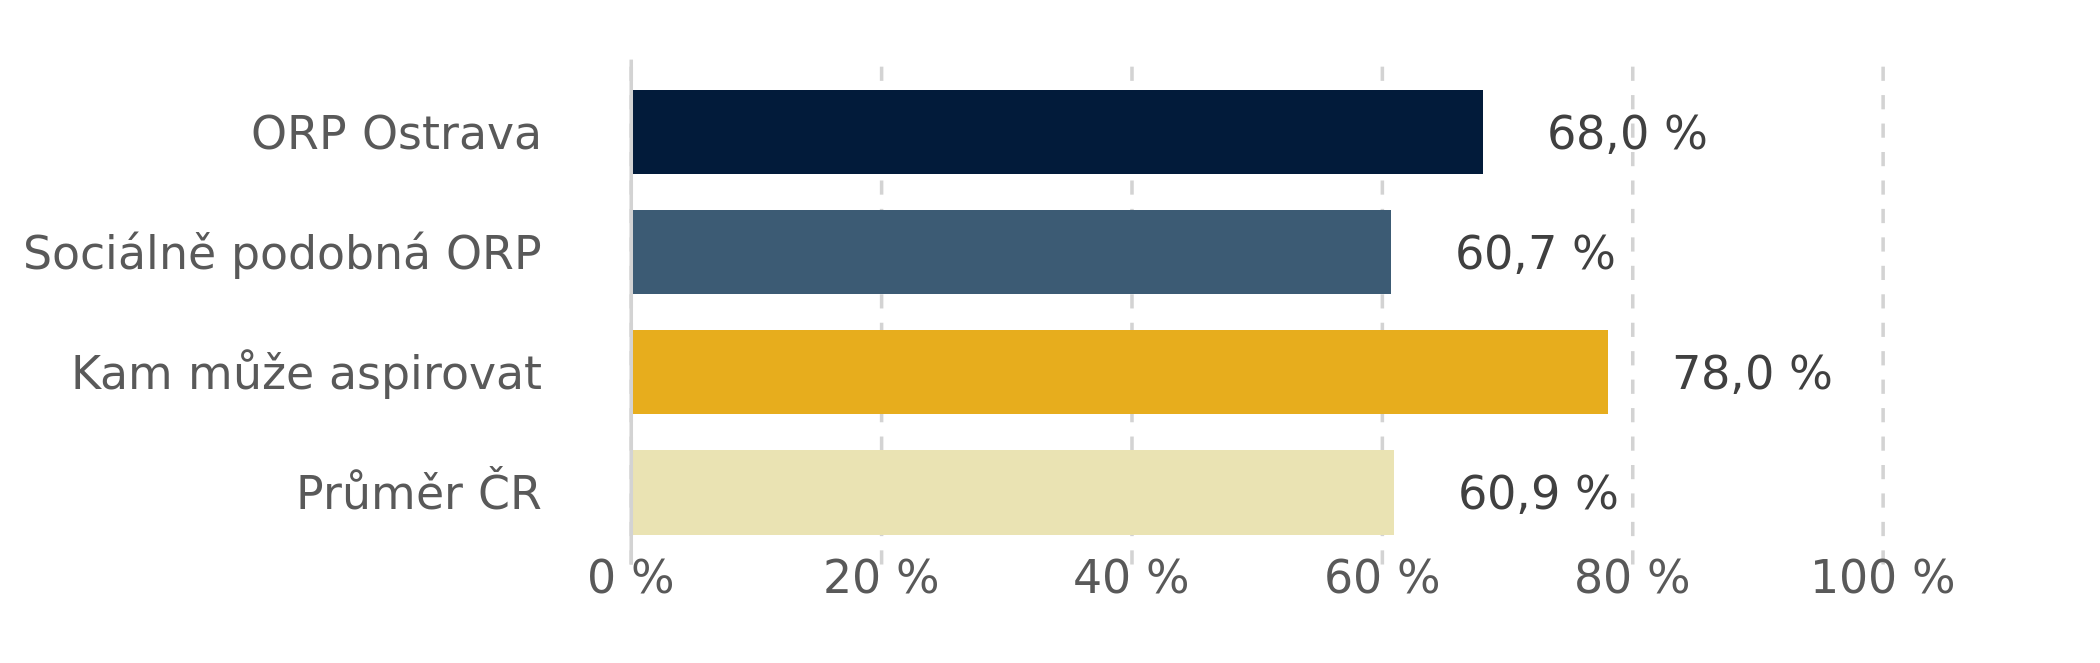 ORP Ostrava 68,0 %
Sociálně podobná ORP 60,7 %
Kam může aspirovat 78,0 %
Průměr ČR 60,9 %
0 % 20 % 40 % 60 % 80 % 100 %